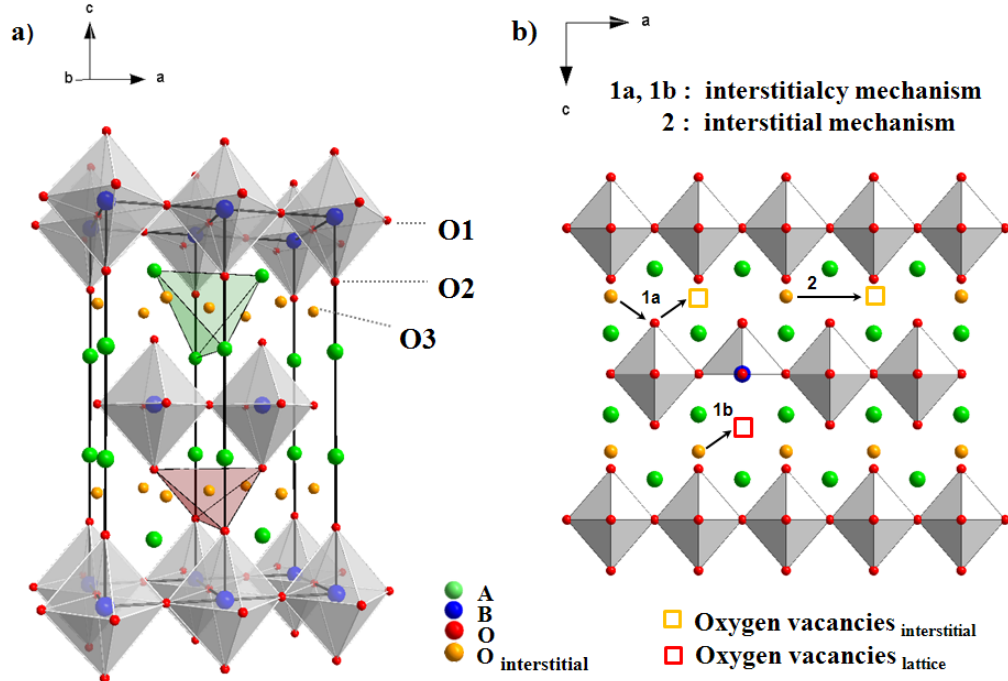 a)
c
b
a
O1
O2
O3
A
B
O
O interstitial
b)
a
c
1a, 1b : interstitialcy mechanism
2 : interstitial mechanism
1a
2
1b
Oxygen vacancies interstitial
Oxygen vacancies lattice